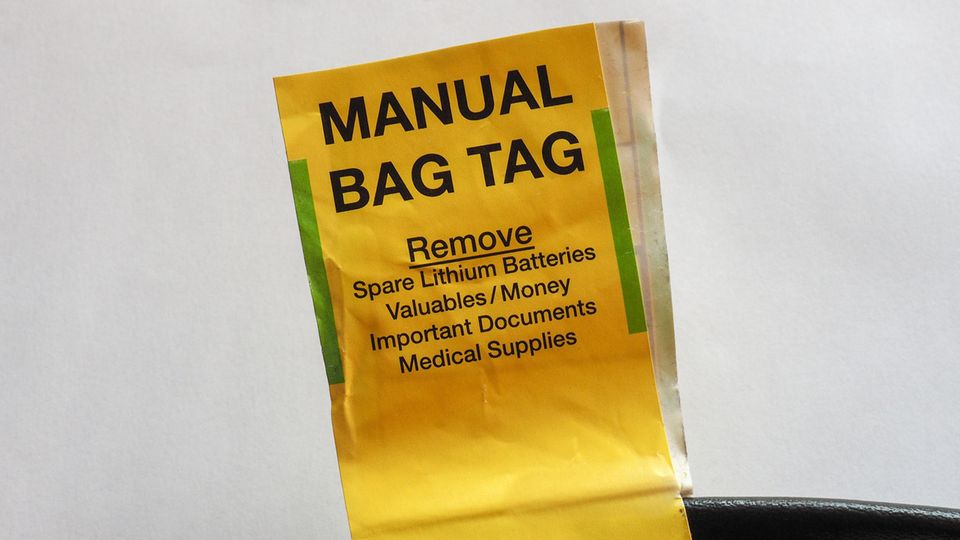 MANUAL
BAG TAG
Remove
Spare Lithium Batteries
Valuables/Money
Important Documents
Medical Supplies